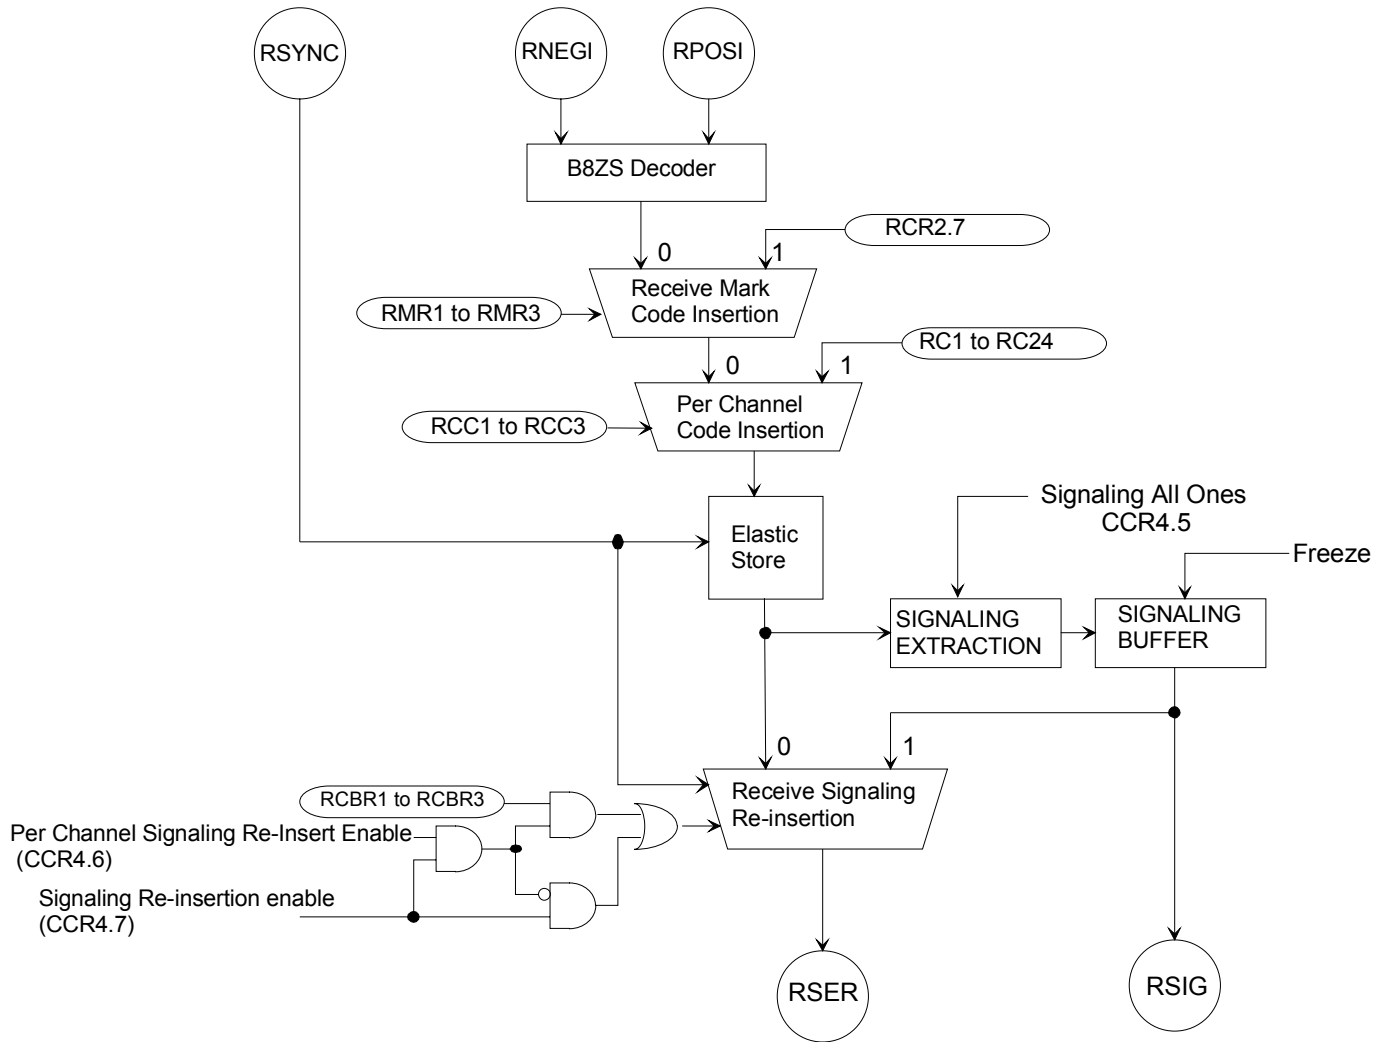 RSYNC
RNEGI
RPOSI
B8ZS Decoder
RCR2.7
0
1
Receive Mark
Code Insertion
RMR1 to RMR3
RC1 to RC24
0
1
Per Channel
Code Insertion
RCC1 to RCC3
Signaling All Ones
CCR4.5
Elastic
Store
Freeze
SIGNALING
EXTRACTION
SIGNALING
BUFFER
0
1
Receive Signaling
Re-insertion
RCBR1 to RCBR3
Per Channel Signaling Re-Insert Enable
(CCR4.6)
Signaling Re-insertion enable
(CCR4.7)
RSER
RSIG